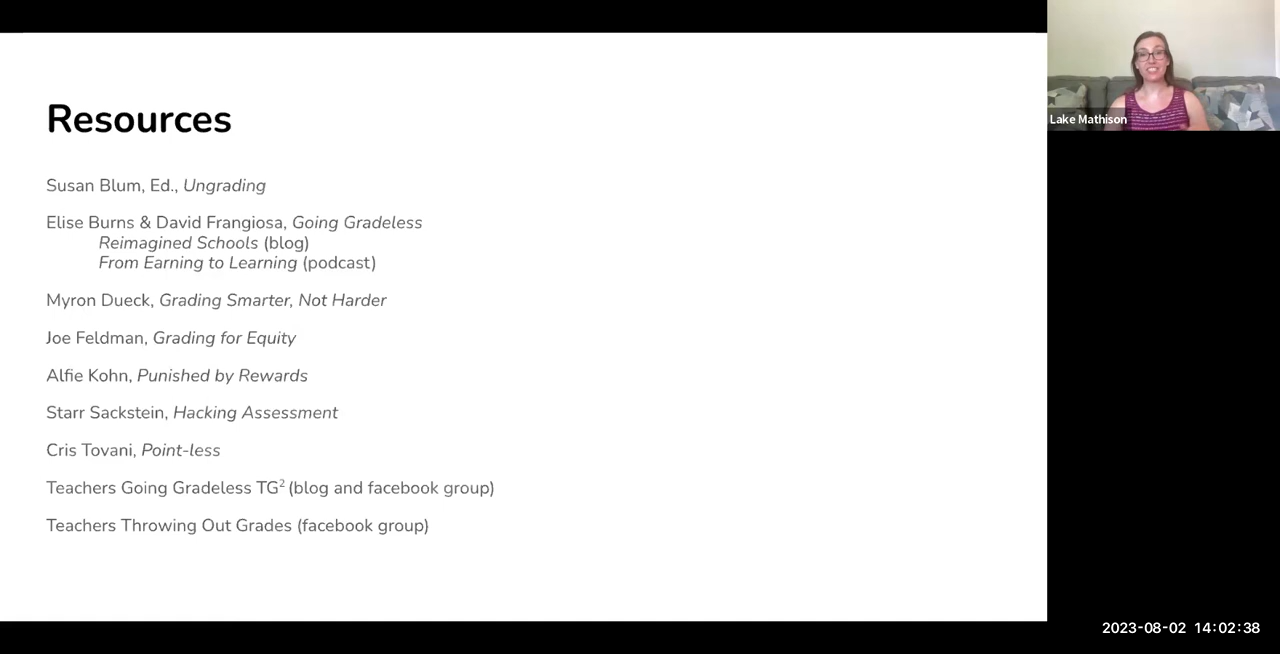 Resources
Susan Blum, Ed., Ungrading
Elise Burns & David Frangiosa, Going Gradeless
Reimagined Schools (blog)
From Earning to Learning (podcast)
Myron Dueck, Grading Smarter, Not Harder
Joe Feldman, Grading for Equity
Alfie Kohn, Punished by Rewards
Starr Sackstein, Hacking Assessment
Cris Tovani, Point-less
Teachers Going Gradeless TG² (blog and facebook group)
Teachers Throwing Out Grades (facebook group)
Lake Mathison
2023-08-02 14:02:38